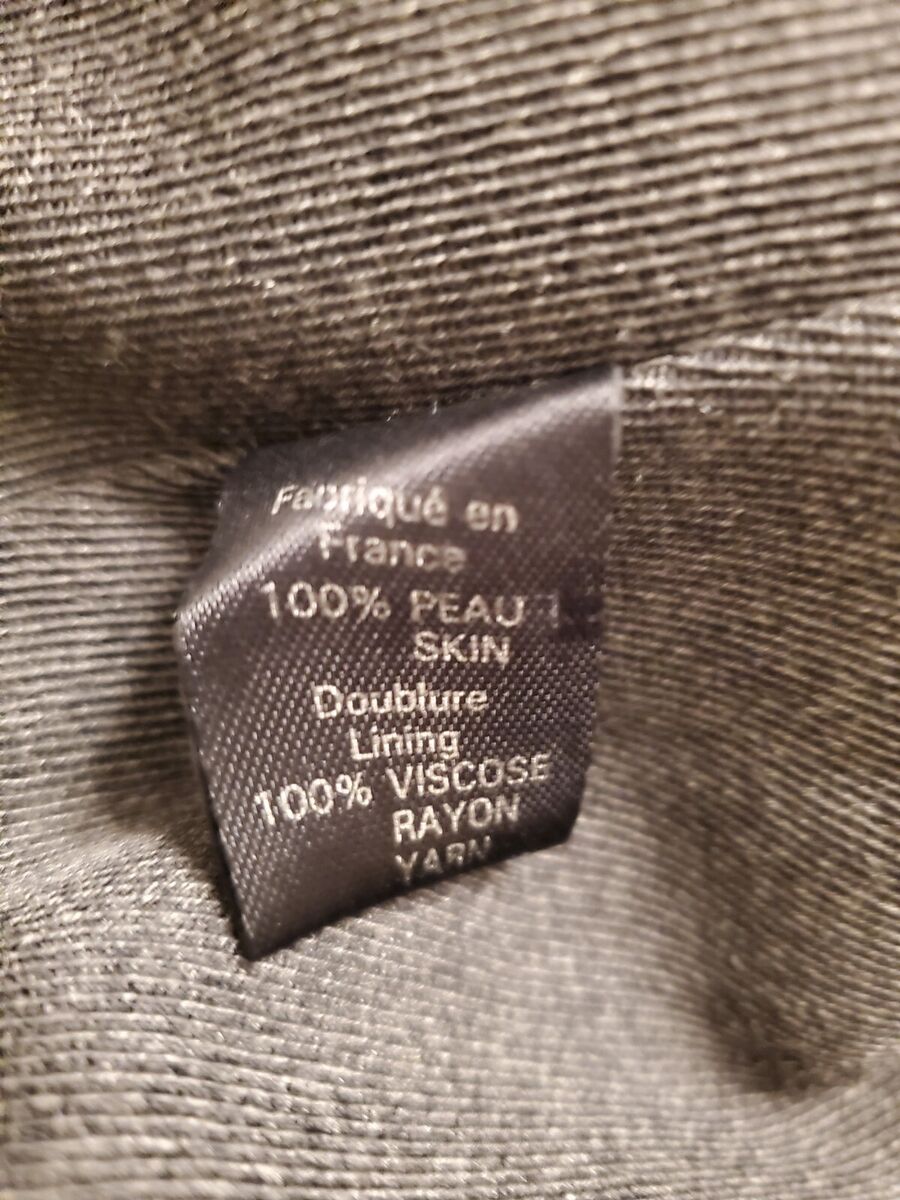 Fabriqué en
France
100% PEAU
SKIN
Doublure
Lining
100% VISCOSE
RAYON
YARN